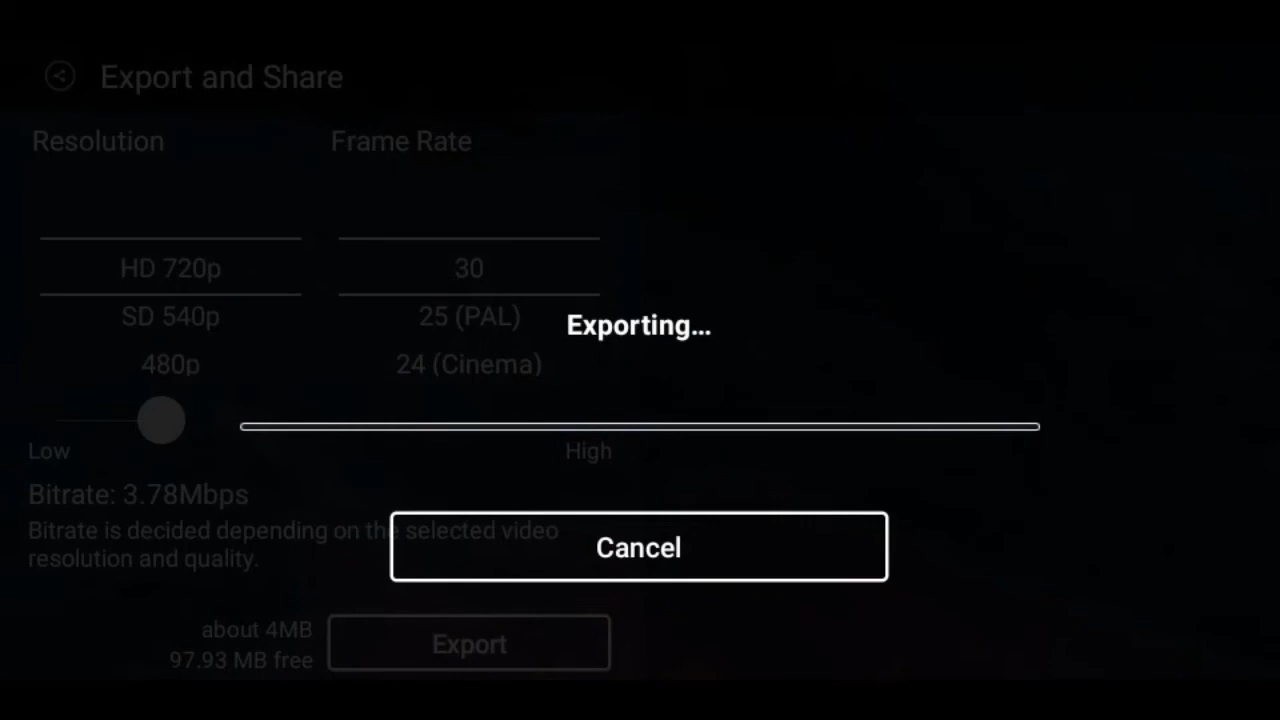 Export and Share
Resolution
Frame Rate
HD 720p
30
SD 540p
25 (PAL)
480p
24 (Cinema)
Exporting...
Low
High
Bitrate: 3.78Mbps
Bitrate is decided depending on the selected video
resolution and quality.
Cancel
about 4MB
97.93 MB free
Export